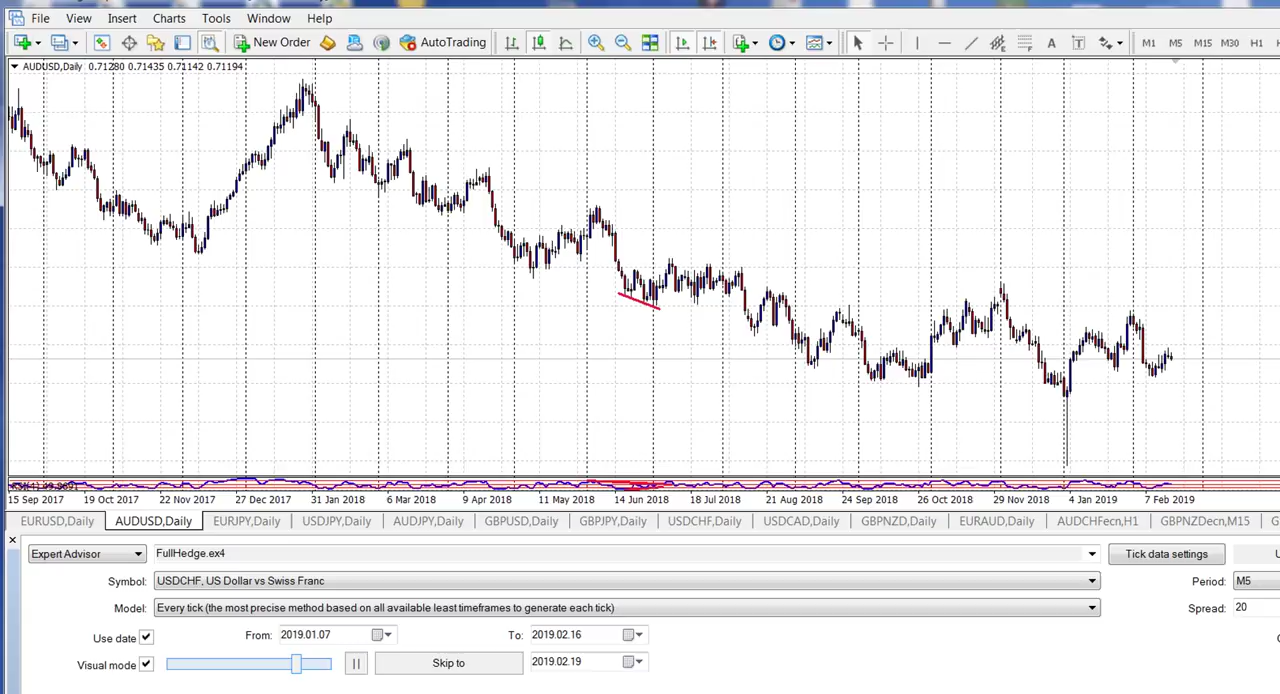 File View Insert Charts Tools Window Help
New Order AutoTrading A T M1 M5 M15 M30 H1
AUDUSD,Daily 0.71280 0.71435 0.71142 0.71194
15 Sep 2017 19 Oct 2017 22 Nov 2017 27 Dec 2017 31 Jan 2018 6 Mar 2018 9 Apr 2018 11 May 2018 14 Jun 2018 18 Jul 2018 21 Aug 2018 24 Sep 2018 26 Oct 2018 29 Nov 2018 4 Jan 2019 7 Feb 2019
EURUSD,Daily AUDUSD,Daily EURJPY,Daily USDJPY,Daily AUDJPY,Daily GBPUSD,Daily GBPJPY,Daily USDCHF,Daily USDCAD,Daily GBPNZD,Daily EURAUD,Daily AUDCHFecn,H1 GBPNZDecn,M15
Expert Advisor FullHedge.ex4 Tick data settings
Symbol: USDCHF, US Dollar vs Swiss Franc Period: M5
Model: Every tick (the most precise method based on all available least timeframes to generate each tick) Spread: 20
Use date From: 2019.01.07 To: 2019.02.16
Visual mode Skip to 2019.02.19